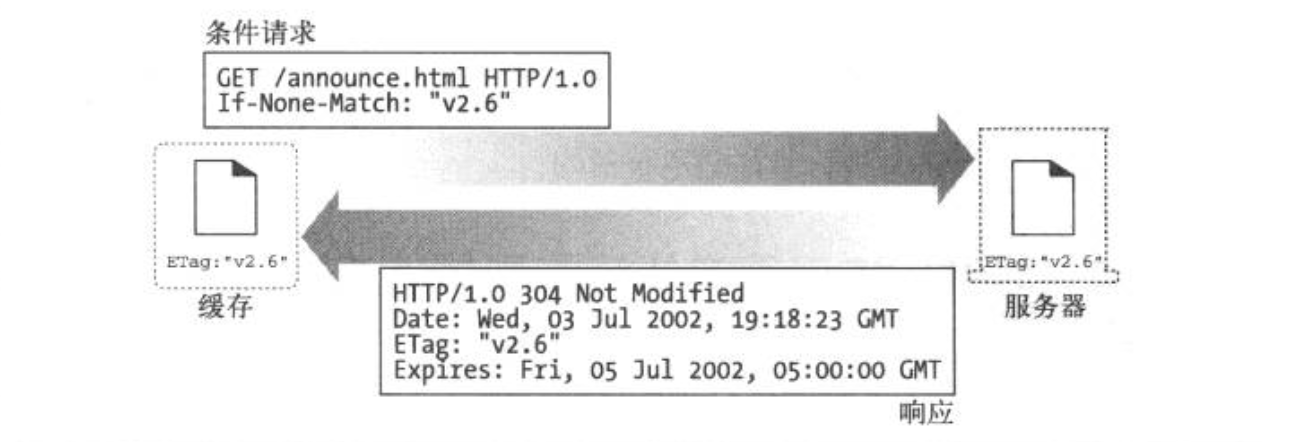 条件请求
GET /announce.html HTTP/1.0
If-None-Match: "v2.6"
ETag:"v2.6"
缓存
ETag:"v2.6"
服务器
HTTP/1.0 304 Not Modified
Date: Wed, 03 Jul 2002, 19:18:23 GMT
ETag: "v2.6"
Expires: Fri, 05 Jul 2002, 05:00:00 GMT
响应